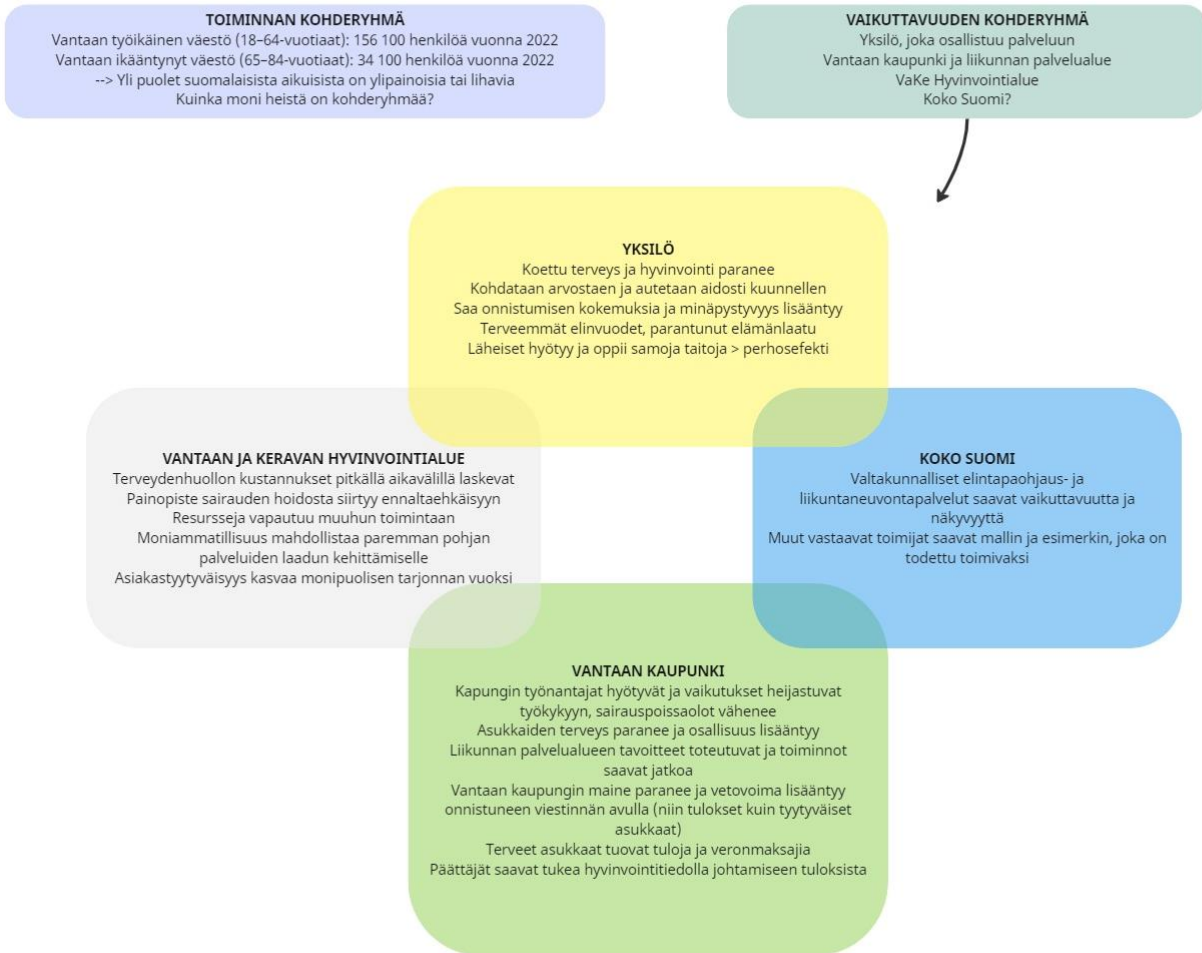 TOIMINNAN KOHDERYHMÄ
Vantaan työikäinen väestö (18–64-vuotiaat): 156 100 henkilöä vuonna 2022
Vantaan ikääntynyt väestö (65–84-vuotiaat): 34 100 henkilöä vuonna 2022
--> Yli puolet suomalaisista aikuisista on ylipainoisia tai lihavia
Kuinka moni heistä on kohderyhmää?
VAIKUTTAVUUDEN KOHDERYHMÄ
Yksilö, joka osallistuu palveluun
Vantaan kaupunki ja liikunnan palvelualue
VaKe Hyvinvointialue
Koko Suomi?
YKSILÖ
Koettu terveys ja hyvinvointi paranee
Kohdataan arvostaen ja autetaan aidosti kuunnellen
Saa onnistumisen kokemuksia ja minäpystyvyys lisääntyy
Terveemmät elinvuodet, parantunut elämänlaatu
Läheiset hyötyy ja oppii samoja taitoja > perhosefekti
VANTAAN JA KERAVAN HYVINVOINTIALUE
Terveydenhuollon kustannukset pitkällä aikavälillä laskevat
Painopiste sairauden hoidosta siirtyy ennaltaehkäisyyn
Resursseja vapautuu muuhun toimintaan
Moniammatillisuus mahdollistaa paremman pohjan
palveluiden laadun kehittämiselle
Asiakastyytyväisyys kasvaa monipuolisen tarjonnan vuoksi
KOKO SUOMI
Valtakunnalliset elintapaohjaus- ja
liikuntaneuvontapalvelut saavat vaikuttavuutta ja
näkyvyyttä
Muut vastaavat toimijat saavat mallin ja esimerkin, joka on
todettu toimivaksi
VANTAAN KAUPUNKI
Kapungin työnantajat hyötyvät ja vaikutukset heijastuvat
työkykyyn, sairauspoissaolot vähenee
Asukkaiden terveys paranee ja osallisuus lisääntyy
Liikunnan palvelualueen tavoitteet toteutuvat ja toiminnot
saavat jatkoa
Vantaan kaupungin maine paranee ja vetovoima lisääntyy
onnistuneen viestinnän avulla (niin tulokset kuin tyytyväiset
asukkaat)
Terveet asukkaat tuovat tuloja ja veronmaksajia
Päättäjät saavat tukea hyvinvointitiedolla johtamiseen tuloksista